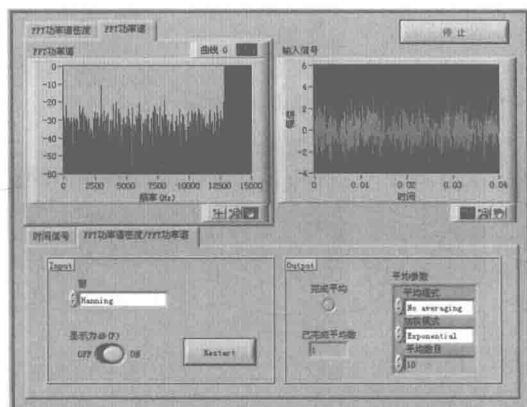 FFT功率谱密度 FFT功率谱
停止
FFT功率谱
曲线 0
输入信号
0
-10
-20
-30
-40
-50
-60
0 2500 5000 7500 10000 12500 15000
频率(Hz)
6
4
2
0
-2
-4
幅值
0 0.01 0.02 0.03 0.04
时间
时间信号 FFT功率谱密度/FFT功率谱
Input
窗
Hanning
显示为dB(F)
OFF ON
Restart
Output
完成平均
已完成平均数
平均参数
平均模式
No averaging
加权模式
Exponential
平均数目
10